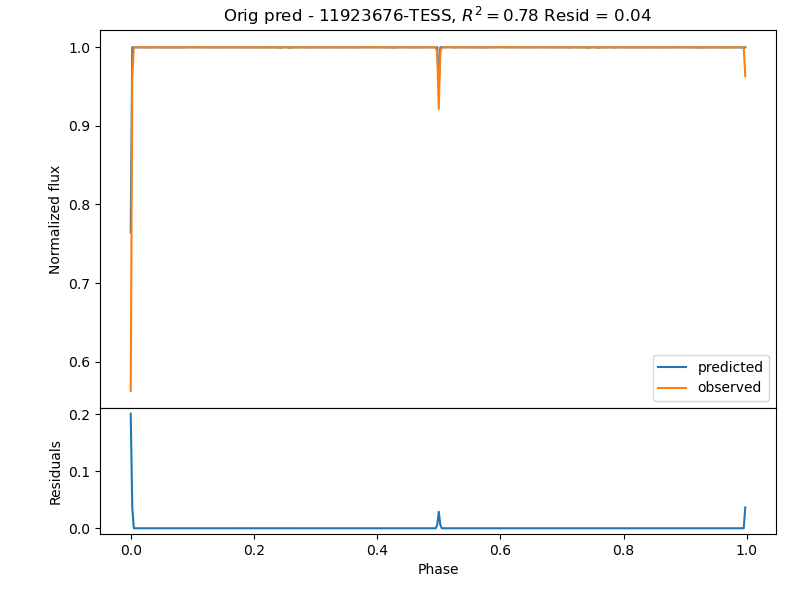 Orig pred - 11923676-TESS, $R^2 = 0.78$ Resid = 0.04
Normalized flux
1.0
0.9
0.8
0.7
0.6
predicted
observed
Residuals
0.2
0.1
0.0
0.0 0.2 0.4 0.6 0.8 1.0
Phase